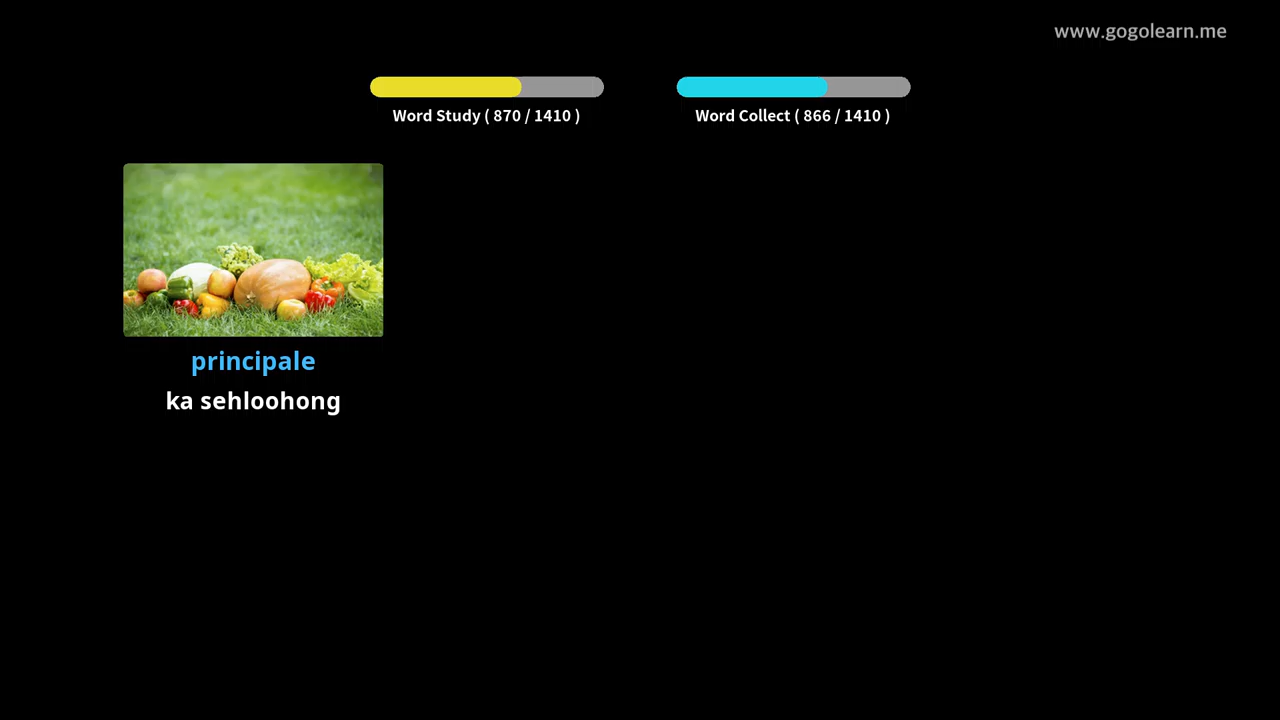 www.gogolearn.me
Word Study ( 870 / 1410 )
Word Collect ( 866 / 1410 )
principale
ka sehloohong